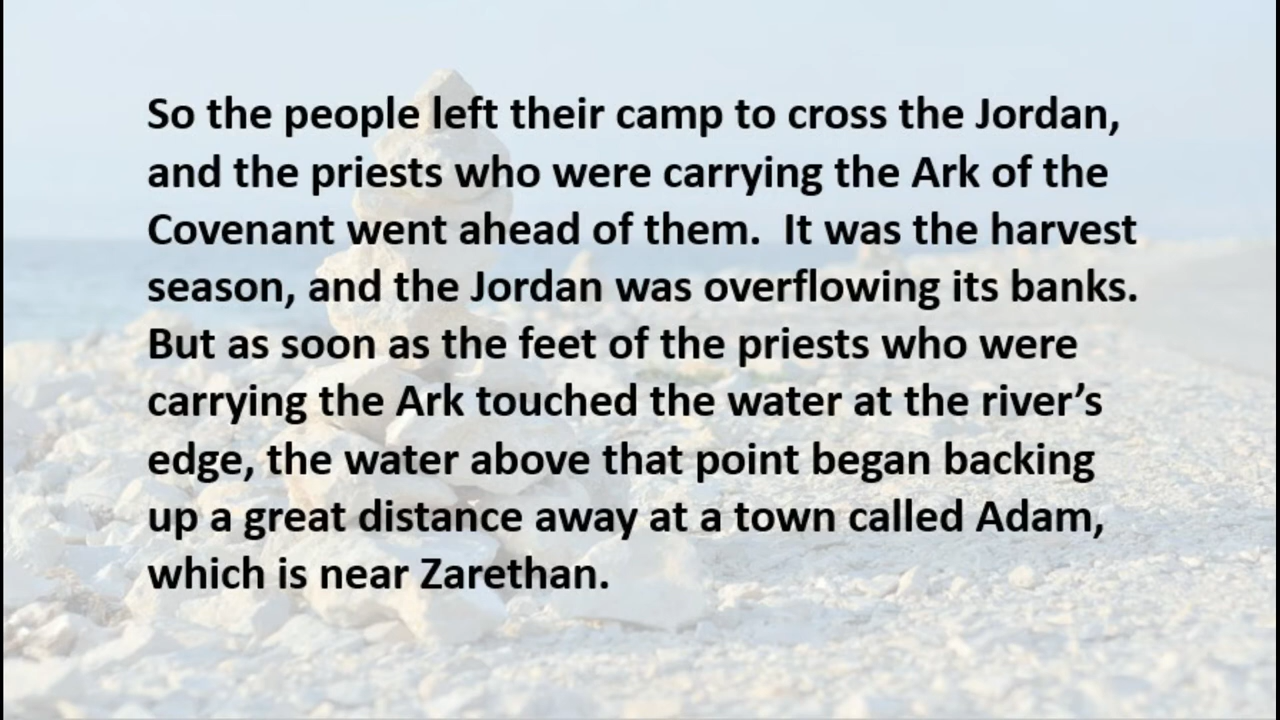 So the people left their camp to cross the Jordan,
and the priests who were carrying the Ark of the
Covenant went ahead of them.  It was the harvest
season, and the Jordan was overflowing its banks.
But as soon as the feet of the priests who were
carrying the Ark touched the water at the river’s
edge, the water above that point began backing
up a great distance away at a town called Adam,
which is near Zarethan.